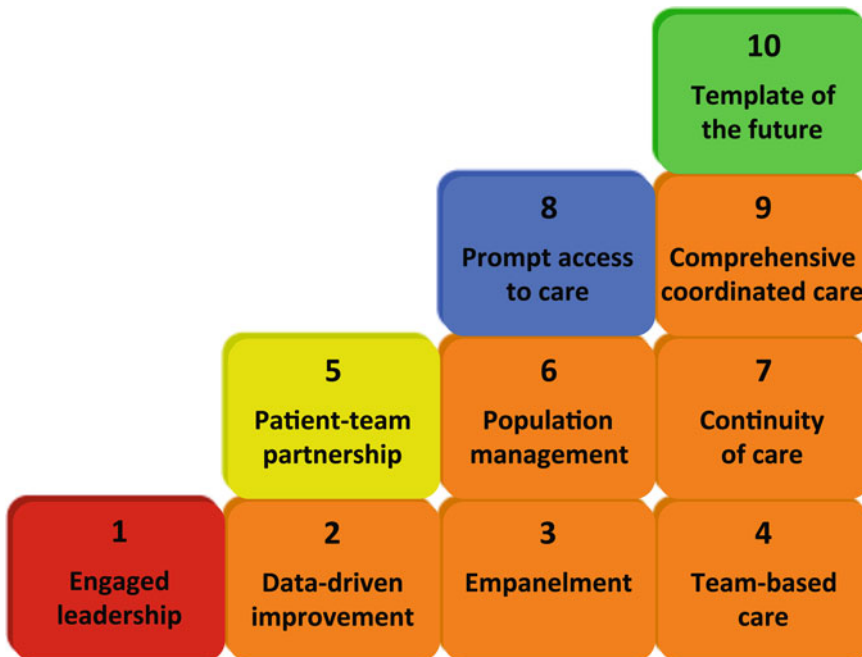 10
Template of
the future
8
Prompt access
to care
9
Comprehensive
coordinated care
5
Patient-team
partnership
6
Population
management
7
Continuity
of care
1
Engaged
leadership
2
Data-driven
improvement
3
Empanelment
4
Team-based
care